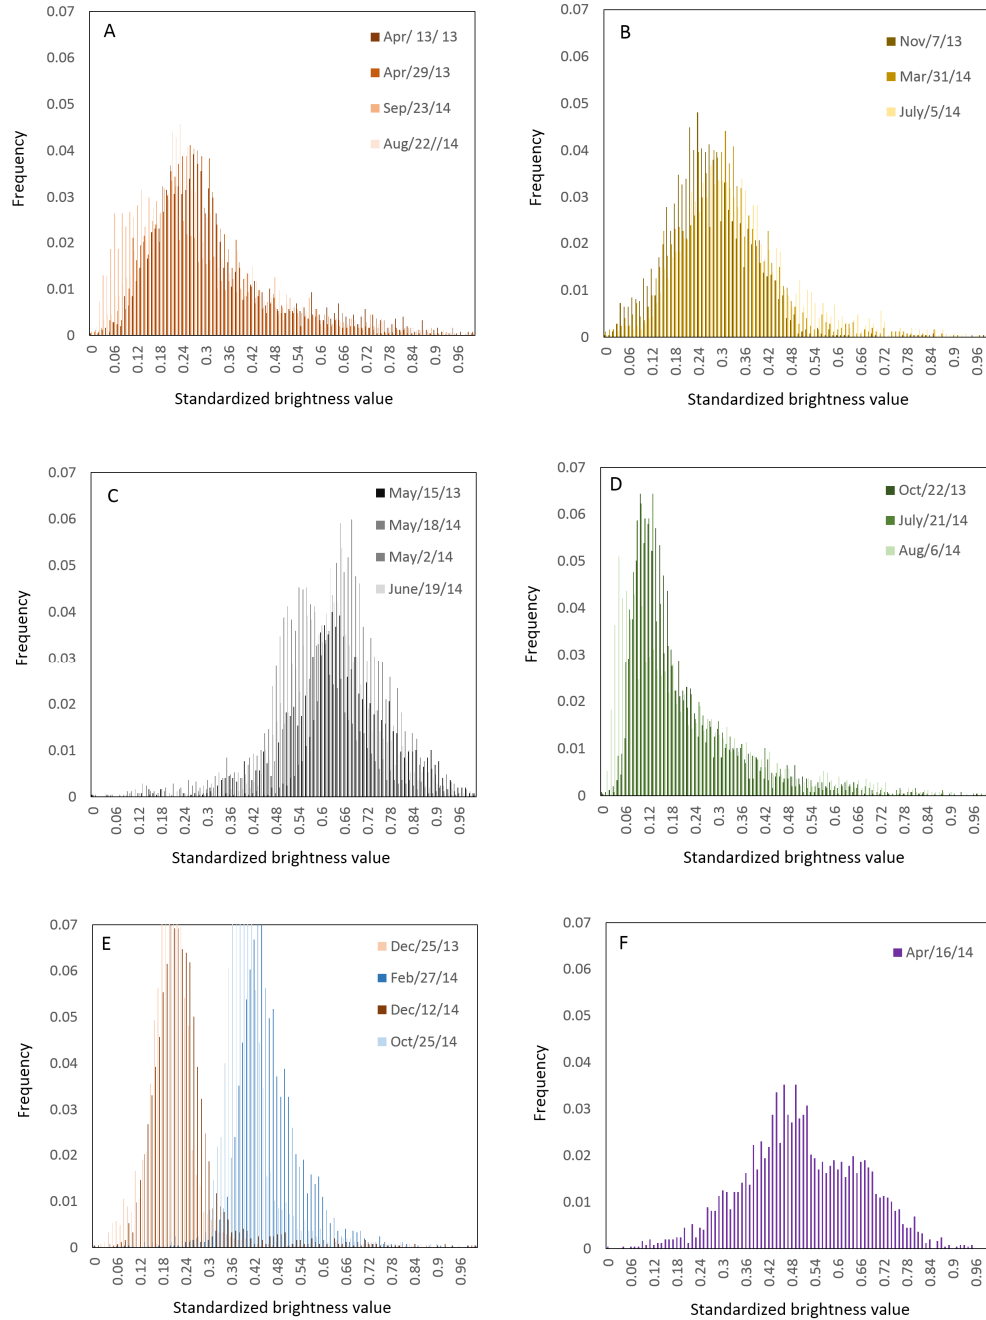 A
0.07
0.06
0.05
0.04
0.03
0.02
0.01
0
Frequency
Apr/ 13/ 13
Apr/29/13
Sep/23/14
Aug/22//14
0 0.06 0.12 0.18 0.24 0.3 0.36 0.42 0.48 0.54 0.6 0.66 0.72 0.78 0.84 0.9 0.96
Standardized brightness value
B
0.07
0.06
0.05
0.04
0.03
0.02
0.01
0
Frequency
Nov/7/13
Mar/31/14
July/5/14
0 0.06 0.12 0.18 0.24 0.3 0.36 0.42 0.48 0.54 0.6 0.66 0.72 0.78 0.84 0.9 0.96
Standardized brightness value
C
0.07
0.06
0.05
0.04
0.03
0.02
0.01
0
Frequency
May/15/13
May/18/14
May/2/14
June/19/14
0 0.06 0.12 0.18 0.24 0.3 0.36 0.42 0.48 0.54 0.6 0.66 0.72 0.78 0.84 0.9 0.96
Standardized brightness value
D
0.07
0.06
0.05
0.04
0.03
0.02
0.01
0
Frequency
Oct/22/13
July/21/14
Aug/6/14
0 0.06 0.12 0.18 0.24 0.3 0.36 0.42 0.48 0.54 0.6 0.66 0.72 0.78 0.84 0.9 0.96
Standardized brightness value
E
0.07
0.06
0.05
0.04
0.03
0.02
0.01
0
Frequency
Dec/25/13
Feb/27/14
Dec/12/14
Oct/25/14
0 0.06 0.12 0.18 0.24 0.3 0.36 0.42 0.48 0.54 0.6 0.66 0.72 0.78 0.84 0.9 0.96
Standardized brightness value
F
0.07
0.06
0.05
0.04
0.03
0.02
0.01
0
Frequency
Apr/16/14
0 0.06 0.12 0.18 0.24 0.3 0.36 0.42 0.48 0.54 0.6 0.66 0.72 0.78 0.84 0.9 0.96
Standardized brightness value